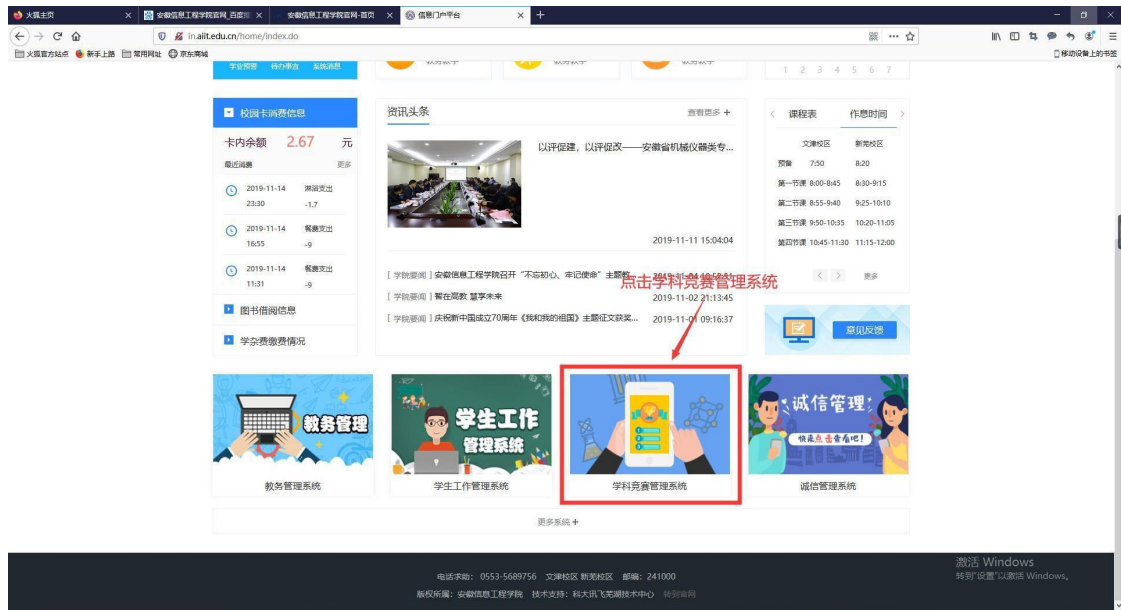 火狐主页
安徽信息工程学院官网_百度
安徽信息工程学院官网-首页
信息门户平台
in.aiit.edu.cn/home/index.do
火狐官方站点 新手上路 常用网址 京东商城
移动设备上的书签
学业预警 待办事宜 系统消息
1 2 3 4 5 6 7
校园卡消费信息
卡内余额 2.67 元
最近消费 更多
2019-11-14 淋浴支出
23:30 -1.7
2019-11-14 餐费支出
16:55 -9
2019-11-14 餐费支出
11:31 -9
图书借阅信息
学杂费缴费情况
资讯头条 查看更多 +
以评促建，以评促改——安徽省机械仪器类专...
2019-11-11 15:04:04
[ 学院要闻 ] 安徽信息工程学院召开“不忘初心、牢记使命”主题教...
点击学科竞赛管理系统
[ 学院要闻 ] 智在高教 慧享未来 2019-11-02 21:13:45
[ 学院要闻 ] 庆祝新中国成立70周年《我和我的祖国》主题征文获奖... 2019-11-01 09:16:37
课程表 作息时间
文津校区 新芜校区
预备 7:50 8:20
第一节课 8:00-8:45 8:30-9:15
第二节课 8:55-9:40 9:25-10:10
第三节课 9:50-10:35 10:20-11:05
第四节课 10:45-11:30 11:15-12:00
更多
意见反馈
教务管理
学生工作
管理系统
诚信管理
快来点击查看吧!
教务管理系统
学生工作管理系统
学科竞赛管理系统
诚信管理系统
更多系统 +
电话求助: 0553-5689756 文津校区 新芜校区 邮编: 241000
版权所属: 安徽信息工程学院 技术支持: 科大讯飞芜湖技术中心 转到官网
激活 Windows
转到"设置"以激活 Windows。